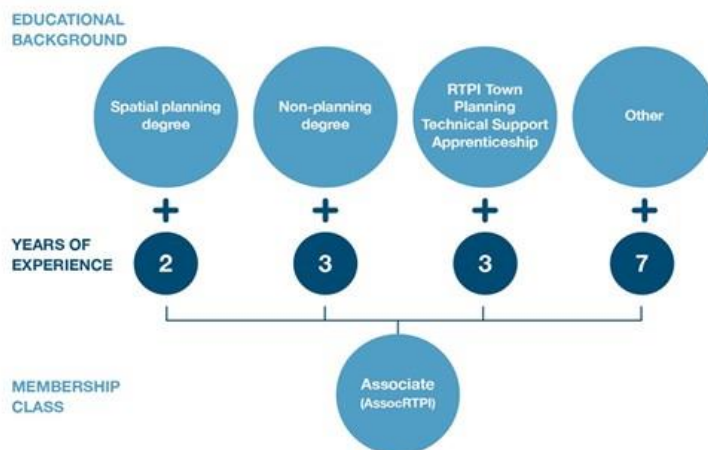 EDUCATIONAL
BACKGROUND
Spatial planning
degree
Non-planning
degree
RTPI Town
Planning
Technical Support
Apprenticeship
Other
+
+
+
+
YEARS OF
EXPERIENCE
2
3
3
7
MEMBERSHIP
CLASS
Associate
(AssocRTPI)